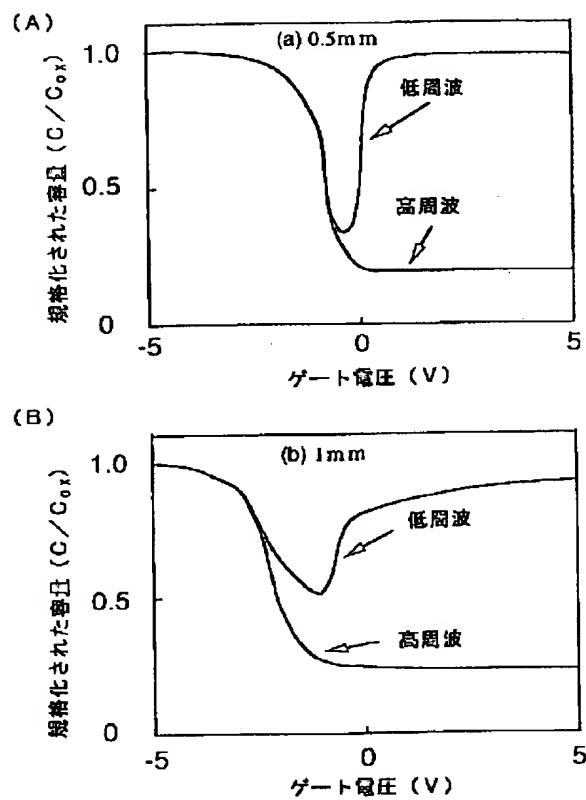 (A)
(a) 0.5mm
規格化された容量 (C/Cox)
1.0
0.5
0
低周波
高周波
-5
0
5
ゲート電圧 (V)
(B)
(b) 1mm
規格化された容量 (C/Cox)
1.0
0.5
0
低周波
高周波
-5
0
5
ゲート電圧 (V)